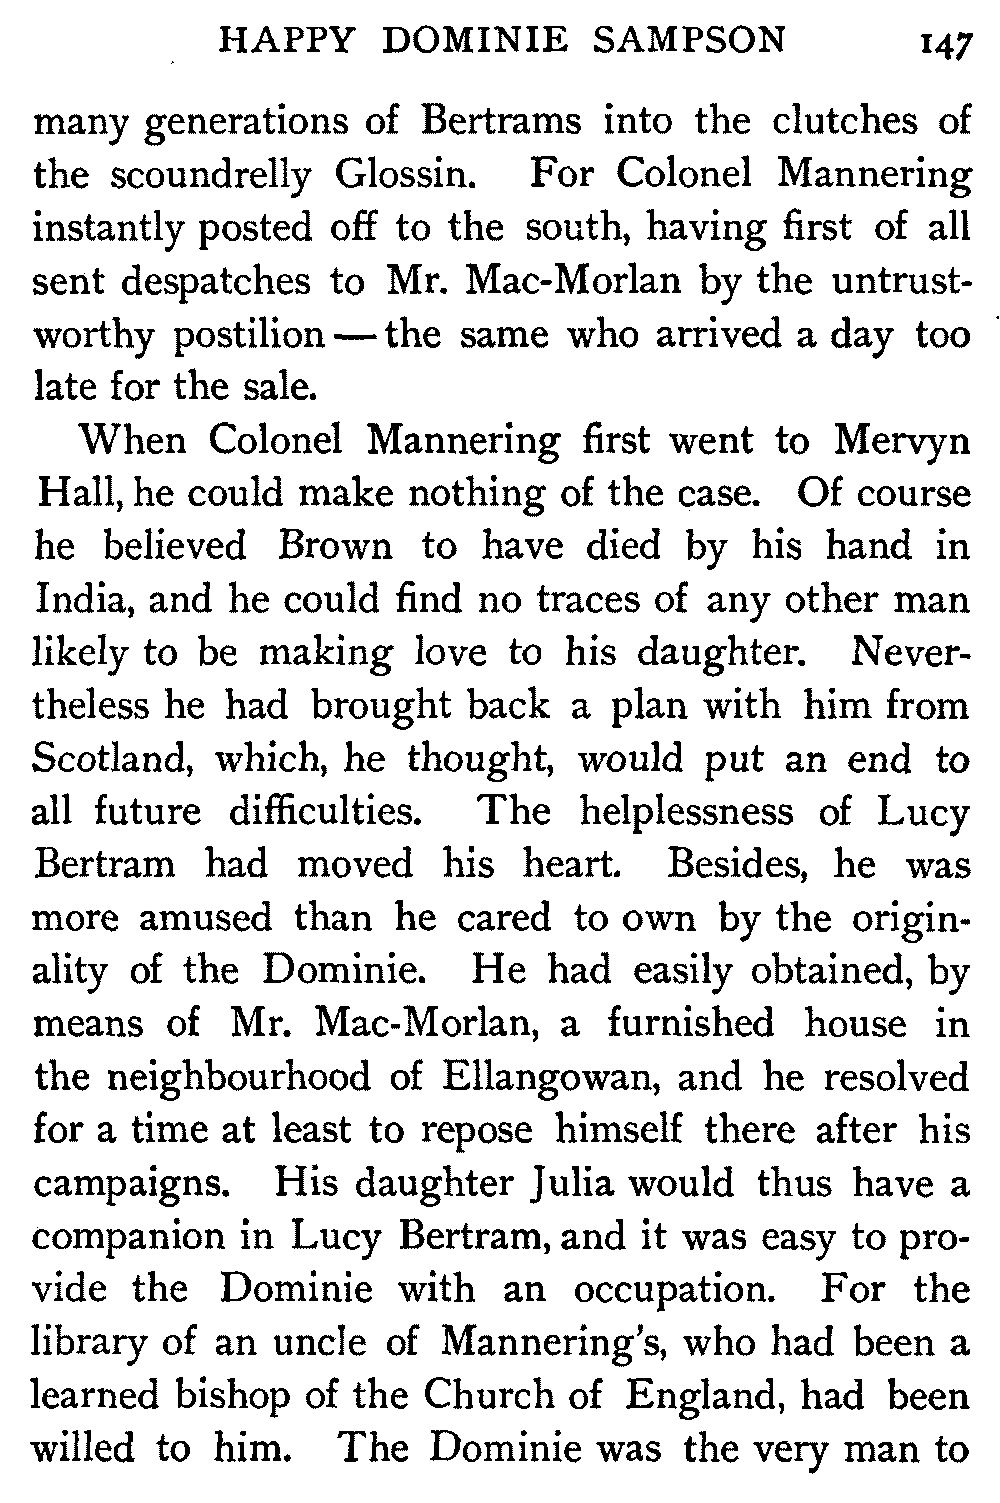 HAPPY DOMINIE SAMPSON 147
many generations of Bertrams into the clutches of
the scoundrelly Glossin. For Colonel Mannering
instantly posted off to the south, having first of all
sent despatches to Mr. Mac-Morlan by the untrust-
worthy postilion — the same who arrived a day too
late for the sale.
When Colonel Mannering first went to Mervyn
Hall, he could make nothing of the case. Of course
he believed Brown to have died by his hand in
India, and he could find no traces of any other man
likely to be making love to his daughter. Never-
theless he had brought back a plan with him from
Scotland, which, he thought, would put an end to
all future difficulties. The helplessness of Lucy
Bertram had moved his heart. Besides, he was
more amused than he cared to own by the origin-
ality of the Dominie. He had easily obtained, by
means of Mr. Mac-Morlan, a furnished house in
the neighbourhood of Ellangowan, and he resolved
for a time at least to repose himself there after his
campaigns. His daughter Julia would thus have a
companion in Lucy Bertram, and it was easy to pro-
vide the Dominie with an occupation. For the
library of an uncle of Mannering's, who had been a
learned bishop of the Church of England, had been
willed to him. The Dominie was the very man to